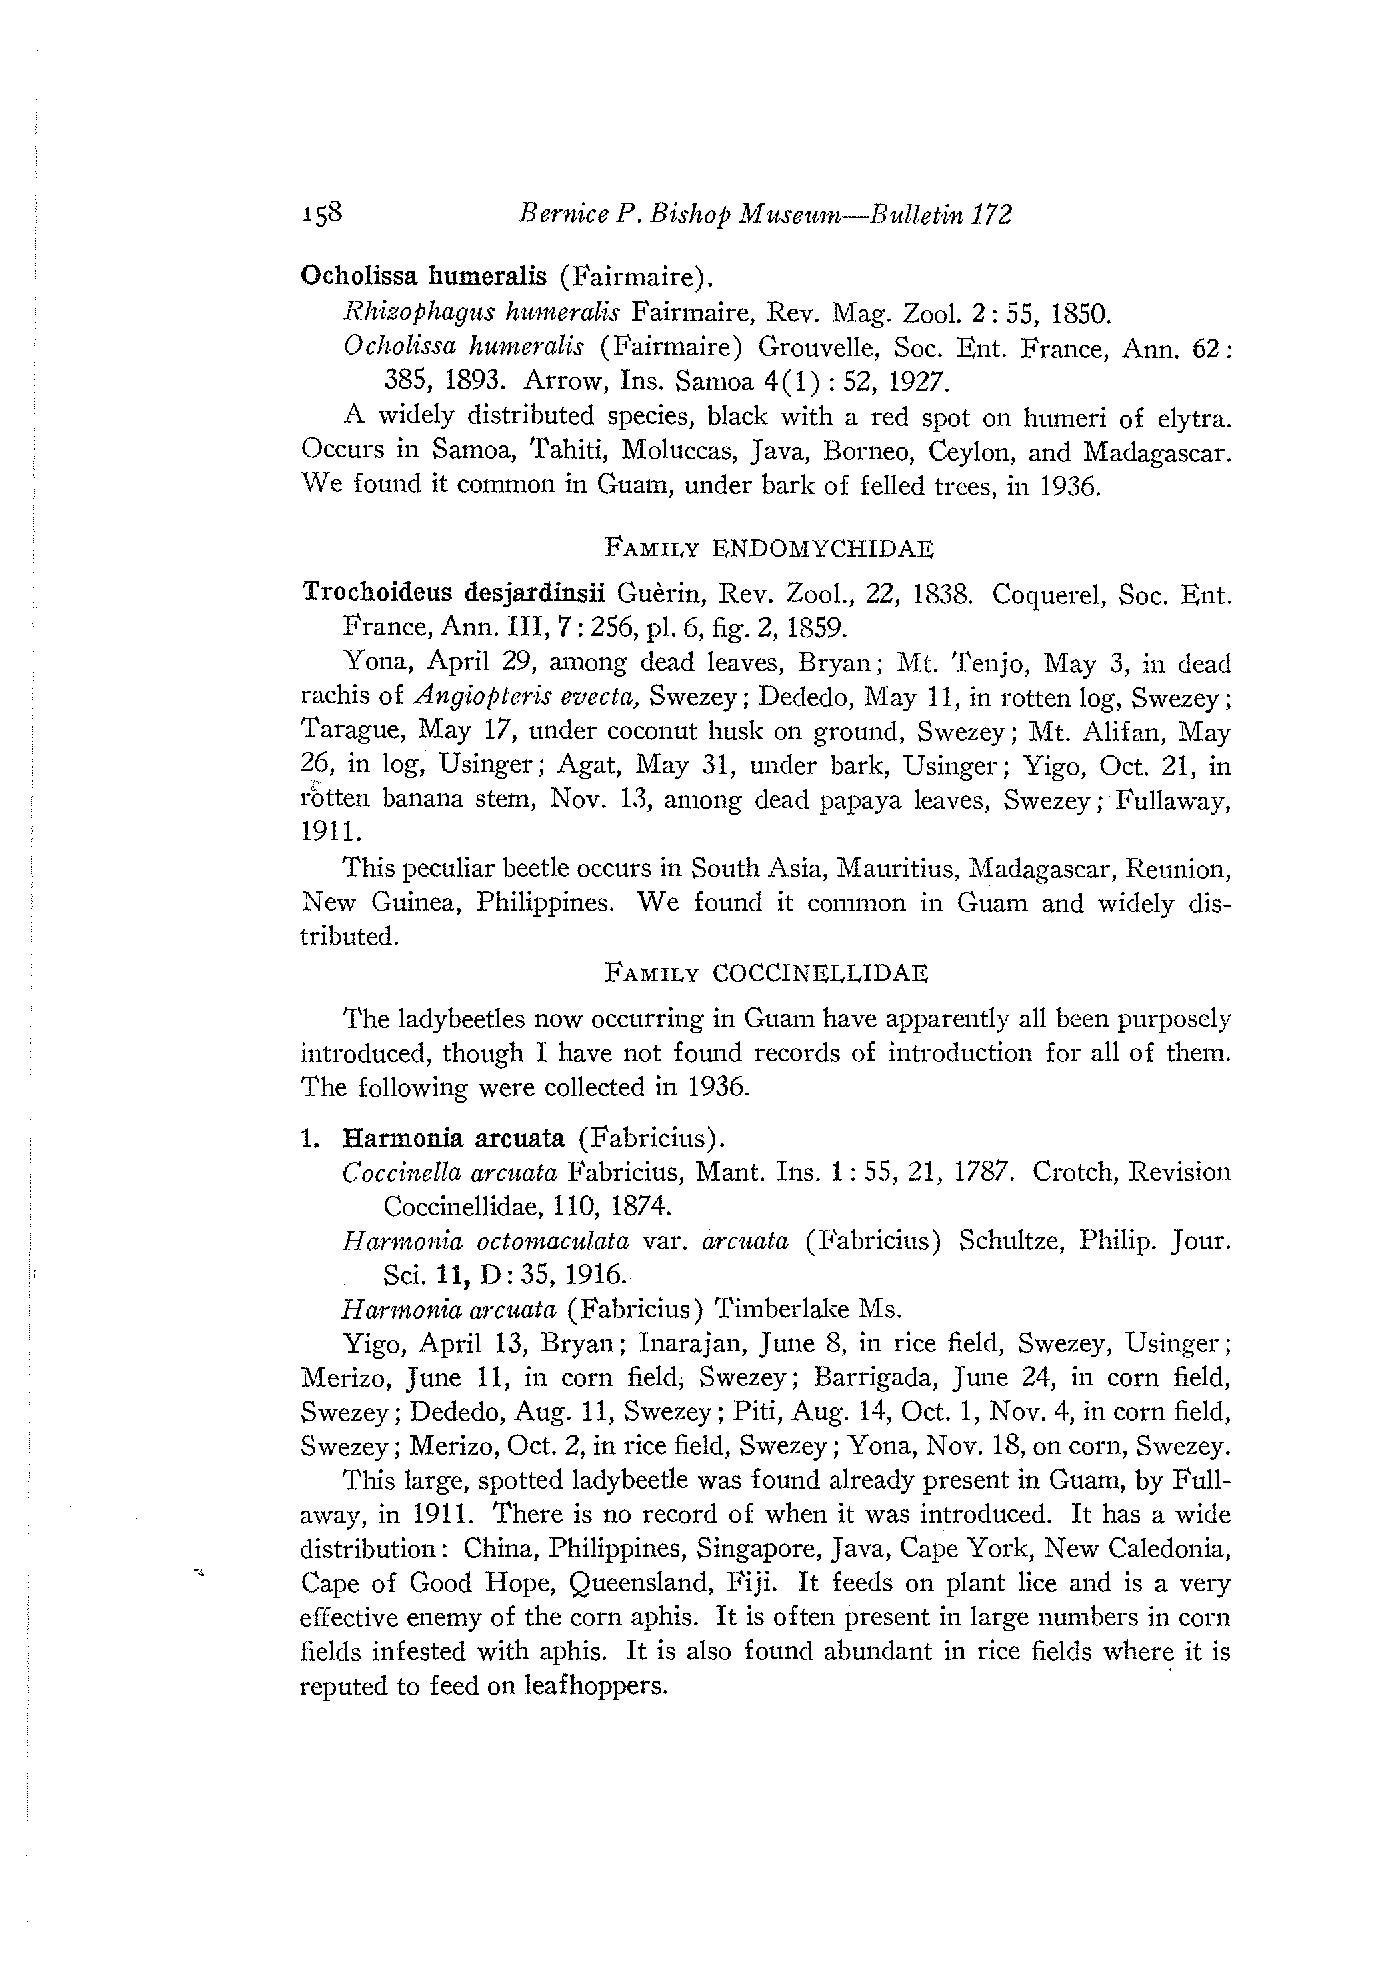 158 Bernice P. Bishop Museum—Bulletin 172
Ocholissa humeralis (Fairmaire).
Rhizophagus humeralis Fairmaire, Rev. Mag. Zool. 2 : 55, 1850.
Ocholissa humeralis (Fairmaire) Grouvelle, Soc. Ent. France, Ann. 62 :
385, 1893. Arrow, Ins. Samoa 4(1) : 52, 1927.
A widely distributed species, black with a red spot on humeri of elytra.
Occurs in Samoa, Tahiti, Moluccas, Java, Borneo, Ceylon, and Madagascar.
We found it common in Guam, under bark of felled trees, in 1936.
FAMILY ENDOMYCHIDAE
Trochoideus desjardinsii Guèrin, Rev. Zool., 22, 1838. Coquerel, Soc. Ent.
France, Ann. III, 7 : 256, pl. 6, fig. 2, 1859.
Yona, April 29, among dead leaves, Bryan; Mt. Tenjo, May 3, in dead
rachis of Angiopteris evecta, Swezey; Dededo, May 11, in rotten log, Swezey;
Tarague, May 17, under coconut husk on ground, Swezey; Mt. Alifan, May
26, in log, Usinger; Agat, May 31, under bark, Usinger; Yigo, Oct. 21, in
rotten banana stem, Nov. 13, among dead papaya leaves, Swezey; Fullaway,
1911.
This peculiar beetle occurs in South Asia, Mauritius, Madagascar, Reunion,
New Guinea, Philippines. We found it common in Guam and widely dis-
tributed.
FAMILY COCCINELLIDAE
The ladybeetles now occurring in Guam have apparently all been purposely
introduced, though I have not found records of introduction for all of them.
The following were collected in 1936.
1. Harmonia arcuata (Fabricius).
Coccinella arcuata Fabricius, Mant. Ins. 1 : 55, 21, 1787. Crotch, Revision
Coccinellidae, 110, 1874.
Harmonia octomaculata var. arcuata (Fabricius) Schultze, Philip. Jour.
Sci. 11, D : 35, 1916.
Harmonia arcuata (Fabricius) Timberlake Ms.
Yigo, April 13, Bryan; Inarajan, June 8, in rice field, Swezey, Usinger;
Merizo, June 11, in corn field, Swezey; Barrigada, June 24, in corn field,
Swezey; Dededo, Aug. 11, Swezey; Piti, Aug. 14, Oct. 1, Nov. 4, in corn field,
Swezey; Merizo, Oct. 2, in rice field, Swezey; Yona, Nov. 18, on corn, Swezey.
This large, spotted ladybeetle was found already present in Guam, by Full-
away, in 1911. There is no record of when it was introduced. It has a wide
distribution: China, Philippines, Singapore, Java, Cape York, New Caledonia,
Cape of Good Hope, Queensland, Fiji. It feeds on plant lice and is a very
effective enemy of the corn aphis. It is often present in large numbers in corn
fields infested with aphis. It is also found abundant in rice fields where it is
reputed to feed on leafhoppers.